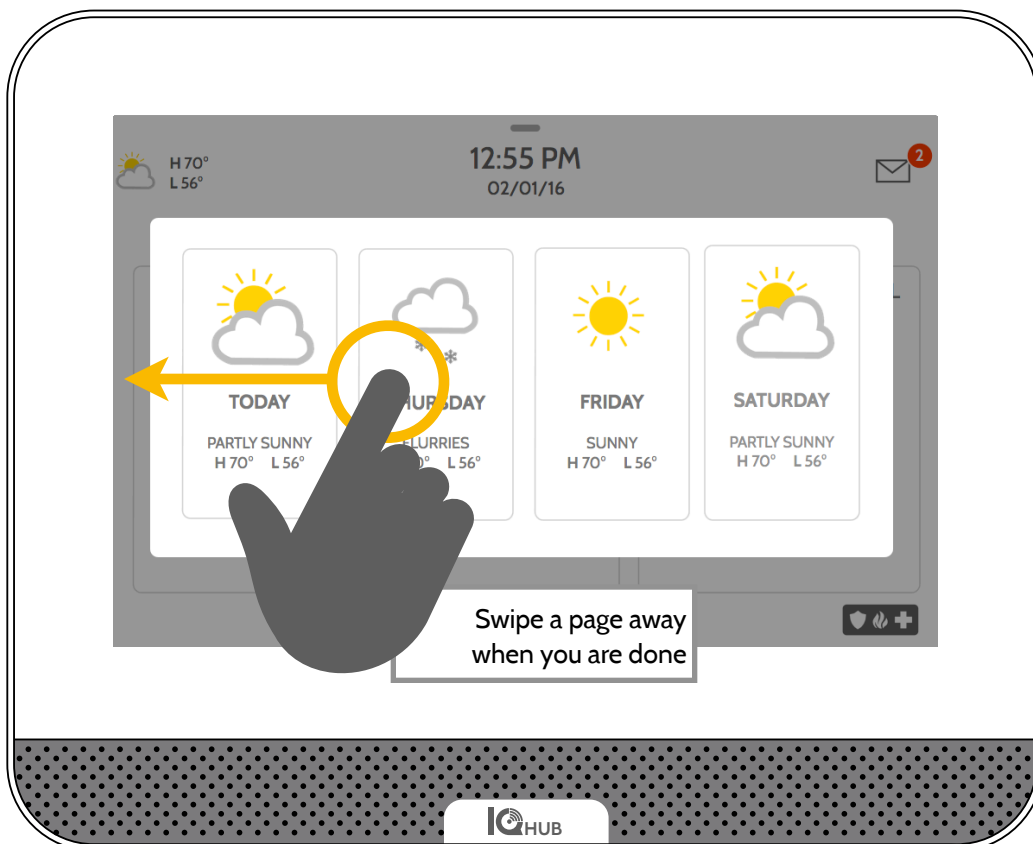 H 70°
L 56°
12:55 PM
02/01/16
2
TODAY
PARTLY SUNNY
H 70° L 56°
L 56°
FRIDAY
SUNNY
H 70° L 56°
SATURDAY
PARTLY SUNNY
H 70° L 56°
Swipe a page away
when you are done
IQ HUB